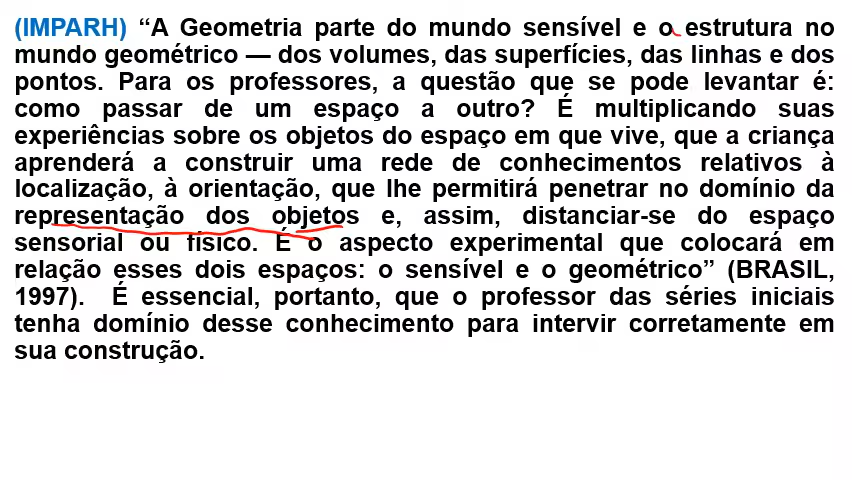 (IMPARH) “A Geometria parte do mundo sensível e o estrutura no
mundo geométrico — dos volumes, das superfícies, das linhas e dos
pontos. Para os professores, a questão que se pode levantar é:
como passar de um espaço a outro? É multiplicando suas
experiências sobre os objetos do espaço em que vive, que a criança
aprenderá a construir uma rede de conhecimentos relativos à
localização, à orientação, que lhe permitirá penetrar no domínio da
representação dos objetos e, assim, distanciar-se do espaço
sensorial ou físico. É o aspecto experimental que colocará em
relação esses dois espaços: o sensível e o geométrico” (BRASIL,
1997). É essencial, portanto, que o professor das séries iniciais
tenha domínio desse conhecimento para intervir corretamente em
sua construção.